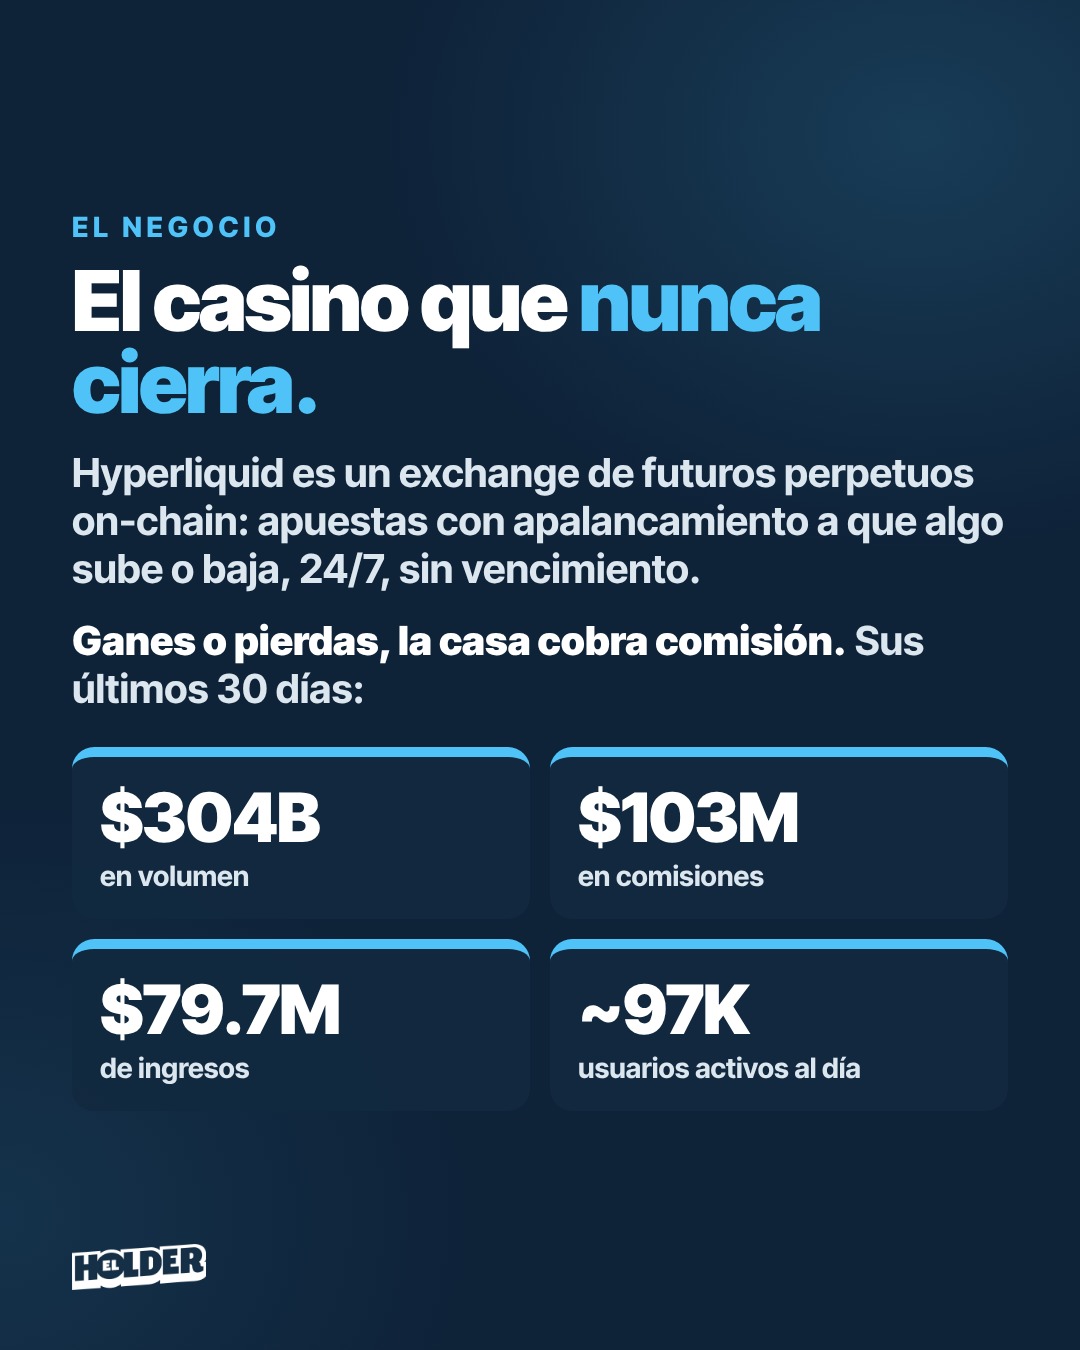 EL NEGOCIO
El casino que nunca
cierra.
Hyperliquid es un exchange de futuros perpetuos
on-chain: apuestas con apalancamiento a que algo
sube o baja, 24/7, sin vencimiento.
Ganes o pierdas, la casa cobra comisión. Sus
últimos 30 días:
$304B
en volumen
$103M
en comisiones
$79.7M
de ingresos
~97K
usuarios activos al día
EL HOLDER